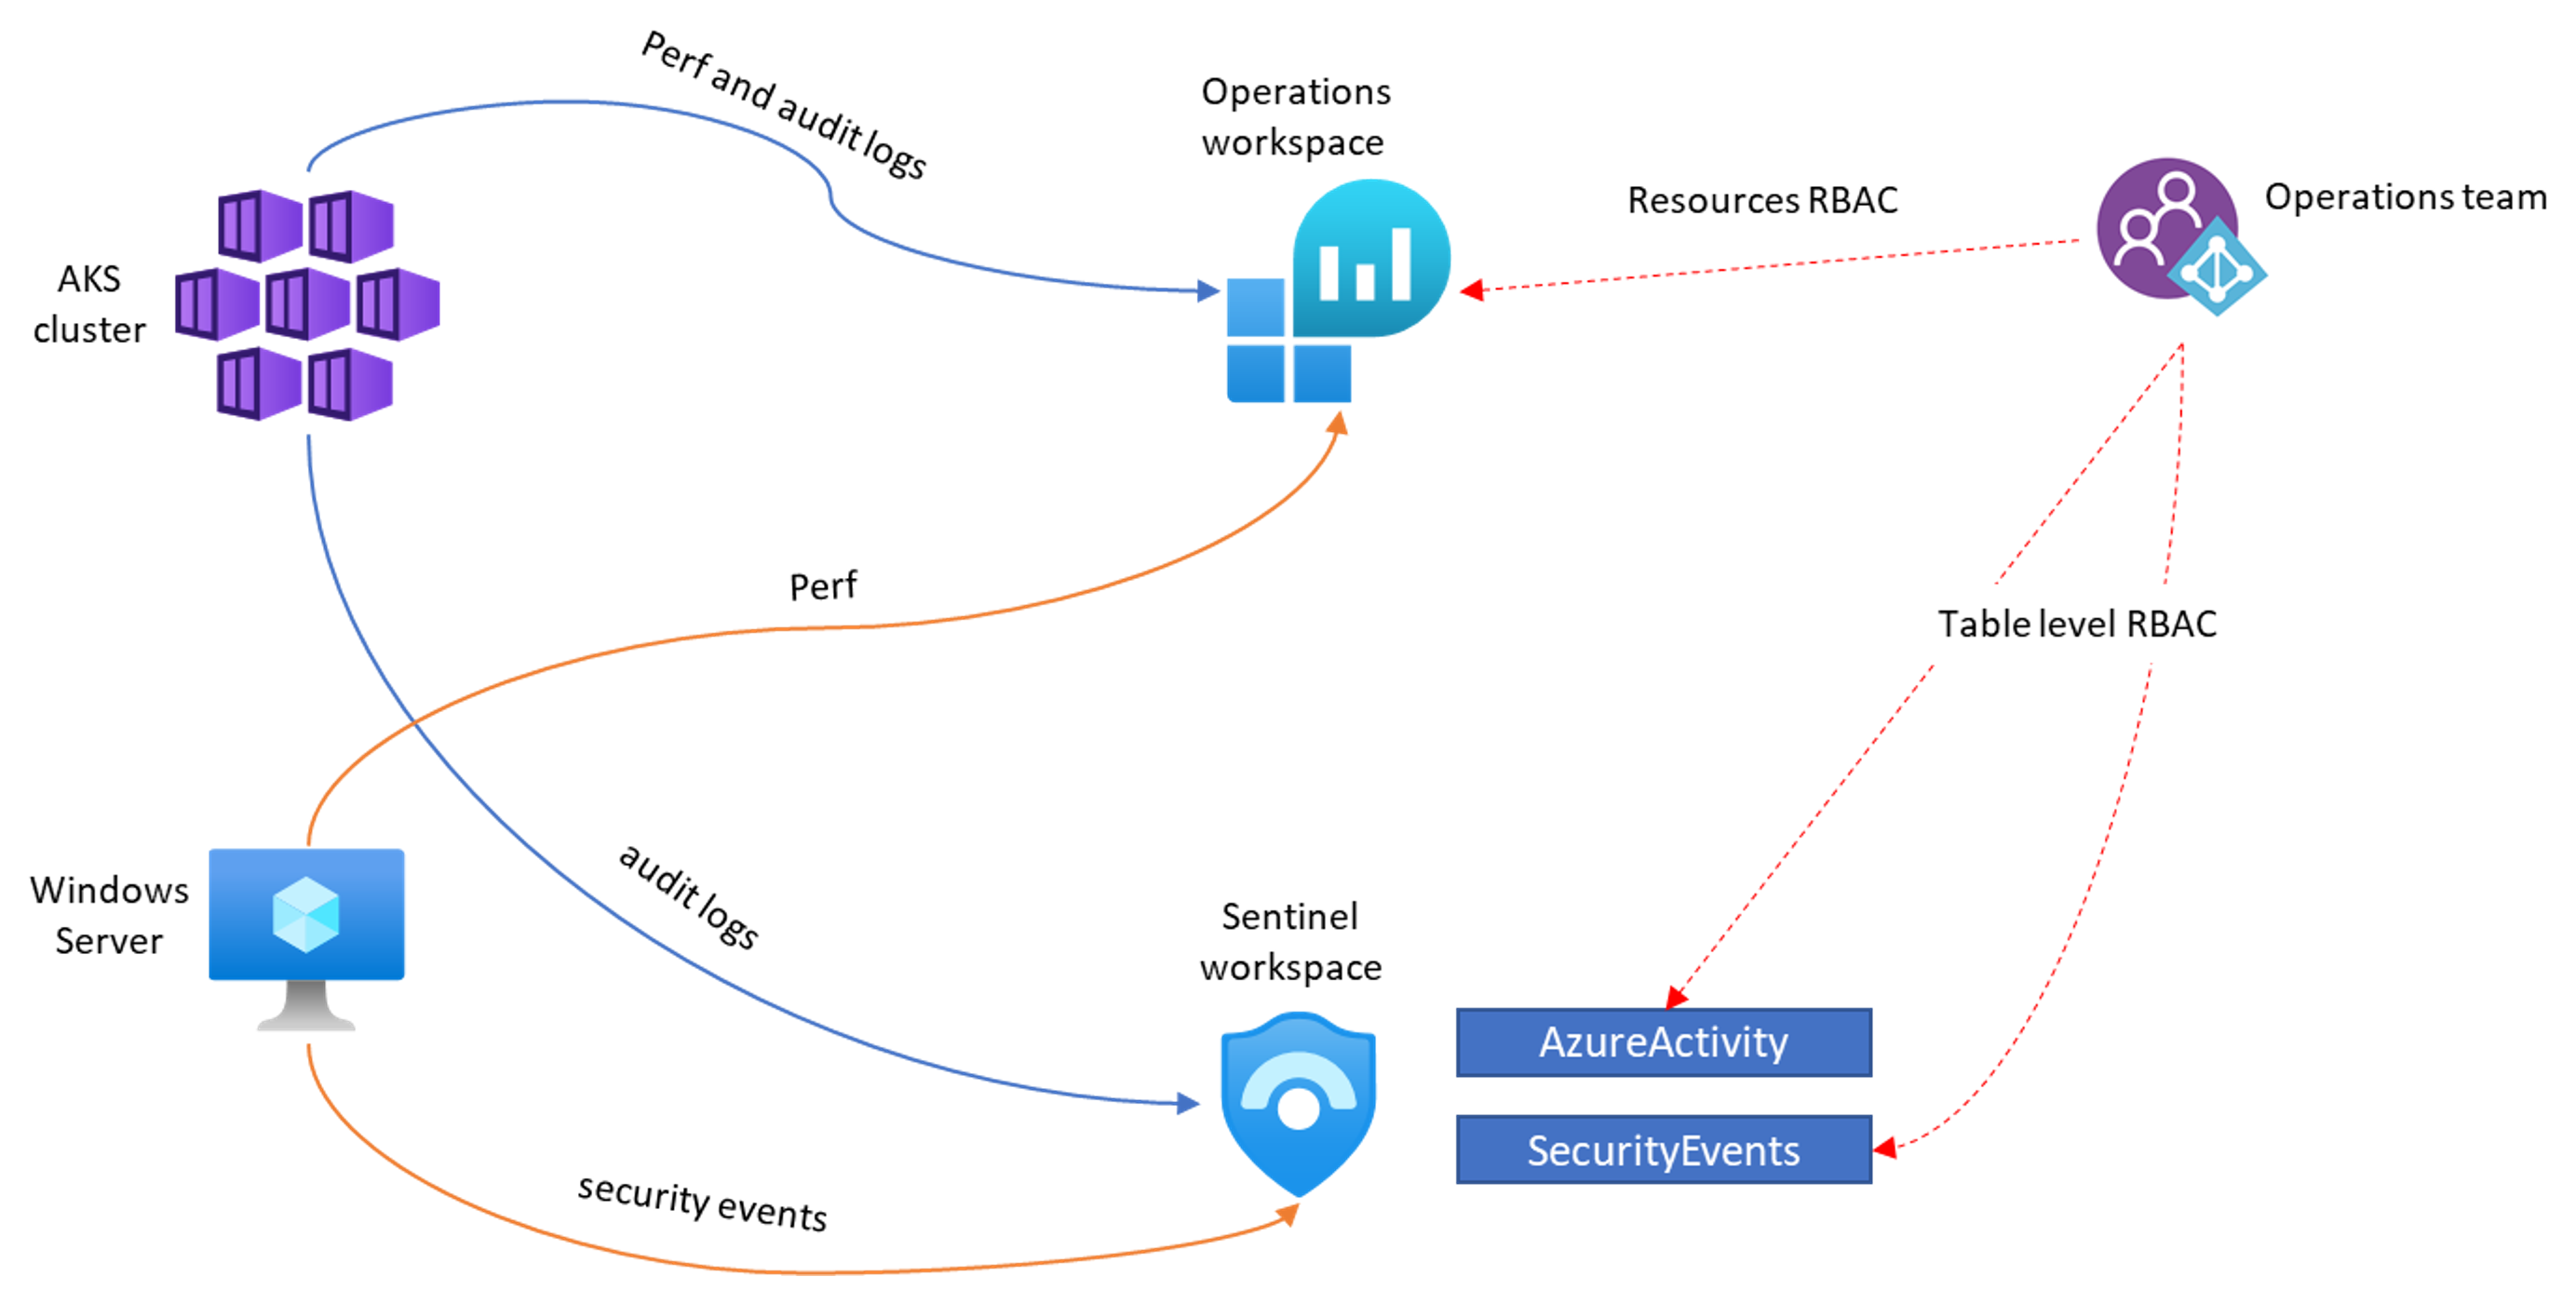 Perf and audit logs
Operations
workspace
Resources RBAC
Operations team
AKS
cluster
Perf
Table level RBAC
Windows
Server
audit logs
Sentinel
workspace
AzureActivity
SecurityEvents
security events